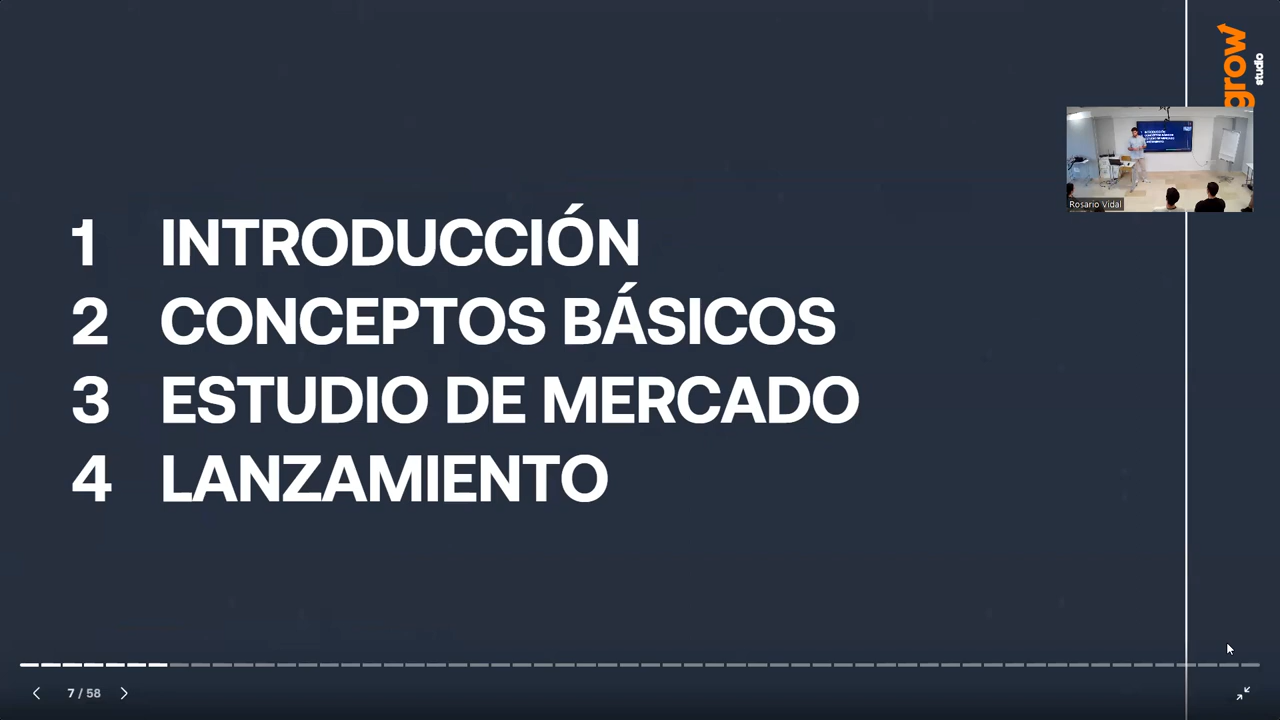 1 INTRODUCCIÓN
2 CONCEPTOS BÁSICOS
3 ESTUDIO DE MERCADO
4 LANZAMIENTO
grow
studio
Rosario Vidal
7 / 58